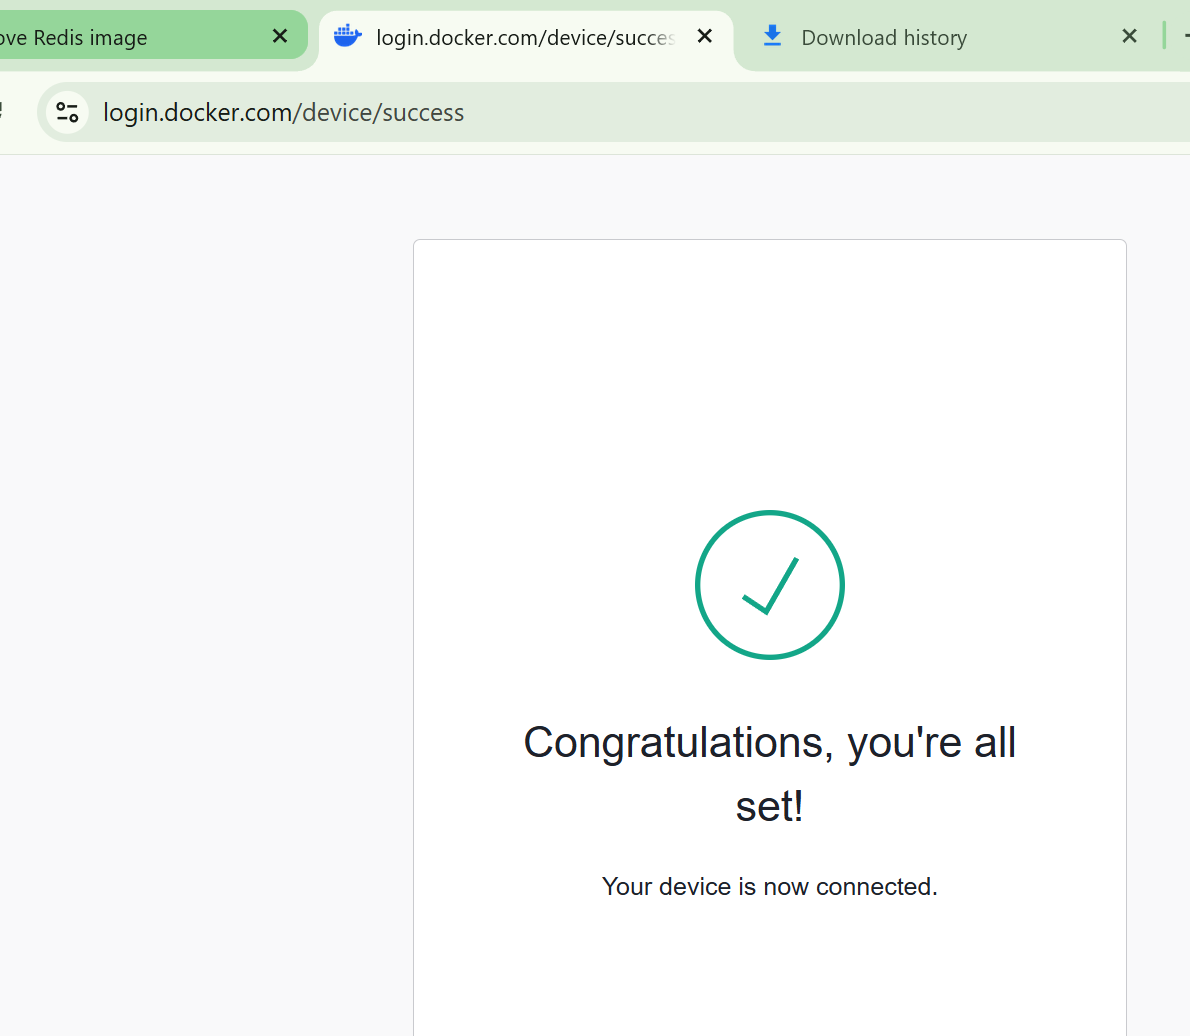 ove Redis image
login.docker.com/device/succes
Download history
login.docker.com/device/success
Congratulations, you're all
set!
Your device is now connected.